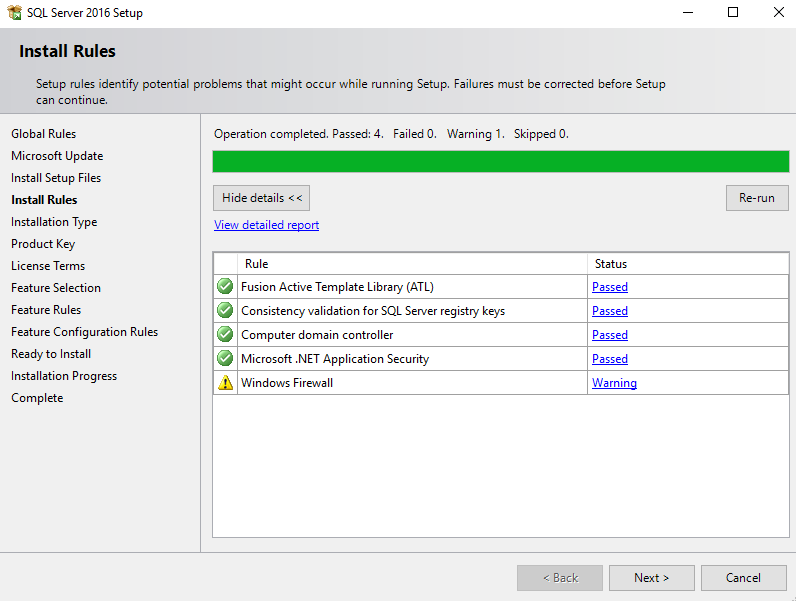 SQL Server 2016 Setup
Install Rules
Setup rules identify potential problems that might occur while running Setup. Failures must be corrected before Setup
can continue.
Global Rules
Microsoft Update
Install Setup Files
Install Rules
Installation Type
Product Key
License Terms
Feature Selection
Feature Rules
Feature Configuration Rules
Ready to Install
Installation Progress
Complete
Operation completed. Passed: 4. Failed 0. Warning 1. Skipped 0.
Hide details <<
Re-run
View detailed report
Rule Status
Fusion Active Template Library (ATL) Passed
Consistency validation for SQL Server registry keys Passed
Computer domain controller Passed
Microsoft .NET Application Security Passed
Windows Firewall Warning
< Back Next > Cancel